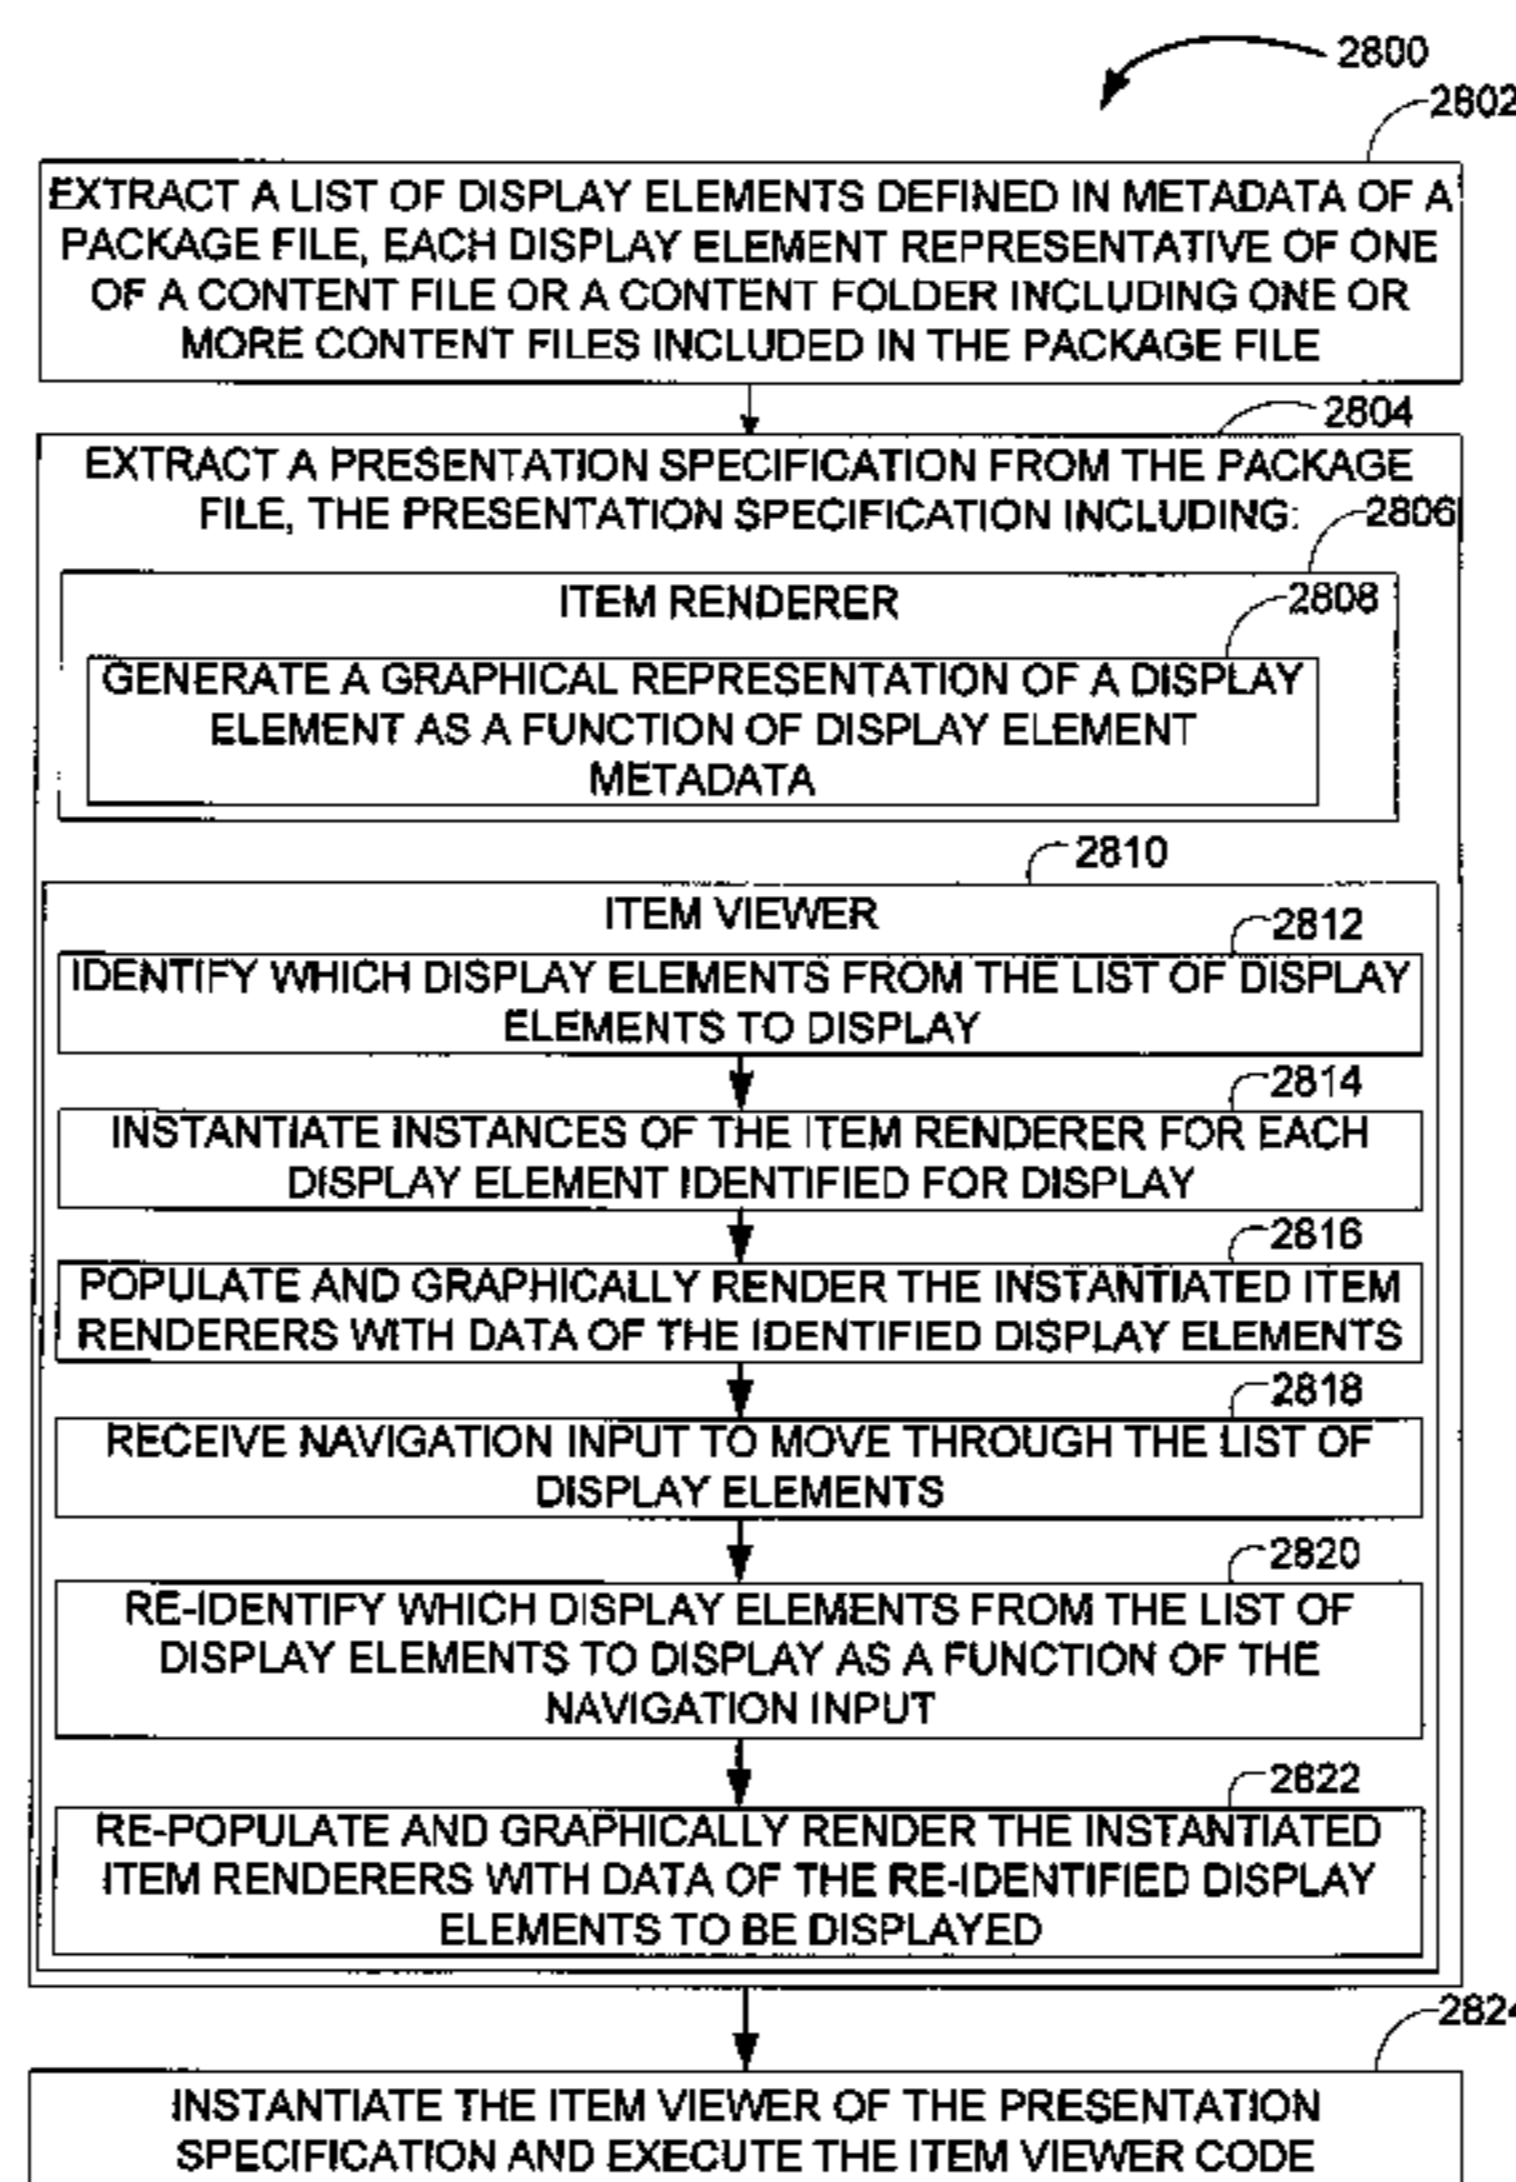 2800
2802
EXTRACT A LIST OF DISPLAY ELEMENTS DEFINED IN METADATA OF A
PACKAGE FILE, EACH DISPLAY ELEMENT REPRESENTATIVE OF ONE
OF A CONTENT FILE OR A CONTENT FOLDER INCLUDING ONE OR
MORE CONTENT FILES INCLUDED IN THE PACKAGE FILE
2804
EXTRACT A PRESENTATION SPECIFICATION FROM THE PACKAGE
FILE, THE PRESENTATION SPECIFICATION INCLUDING:
2806
ITEM RENDERER
2808
GENERATE A GRAPHICAL REPRESENTATION OF A DISPLAY
ELEMENT AS A FUNCTION OF DISPLAY ELEMENT
METADATA
2810
ITEM VIEWER
2812
IDENTIFY WHICH DISPLAY ELEMENTS FROM THE LIST OF DISPLAY
ELEMENTS TO DISPLAY
2814
INSTANTIATE INSTANCES OF THE ITEM RENDERER FOR EACH
DISPLAY ELEMENT IDENTIFIED FOR DISPLAY
2816
POPULATE AND GRAPHICALLY RENDER THE INSTANTIATED ITEM
RENDERERS WITH DATA OF THE IDENTIFIED DISPLAY ELEMENTS
2818
RECEIVE NAVIGATION INPUT TO MOVE THROUGH THE LIST OF
DISPLAY ELEMENTS
2820
RE-IDENTIFY WHICH DISPLAY ELEMENTS FROM THE LIST OF
DISPLAY ELEMENTS TO DISPLAY AS A FUNCTION OF THE
NAVIGATION INPUT
2822
RE-POPULATE AND GRAPHICALLY RENDER THE INSTANTIATED
ITEM RENDERERS WITH DATA OF THE RE-IDENTIFIED DISPLAY
ELEMENTS TO BE DISPLAYED
2824
INSTANTIATE THE ITEM VIEWER OF THE PRESENTATION
SPECIFICATION AND EXECUTE THE ITEM VIEWER CODE